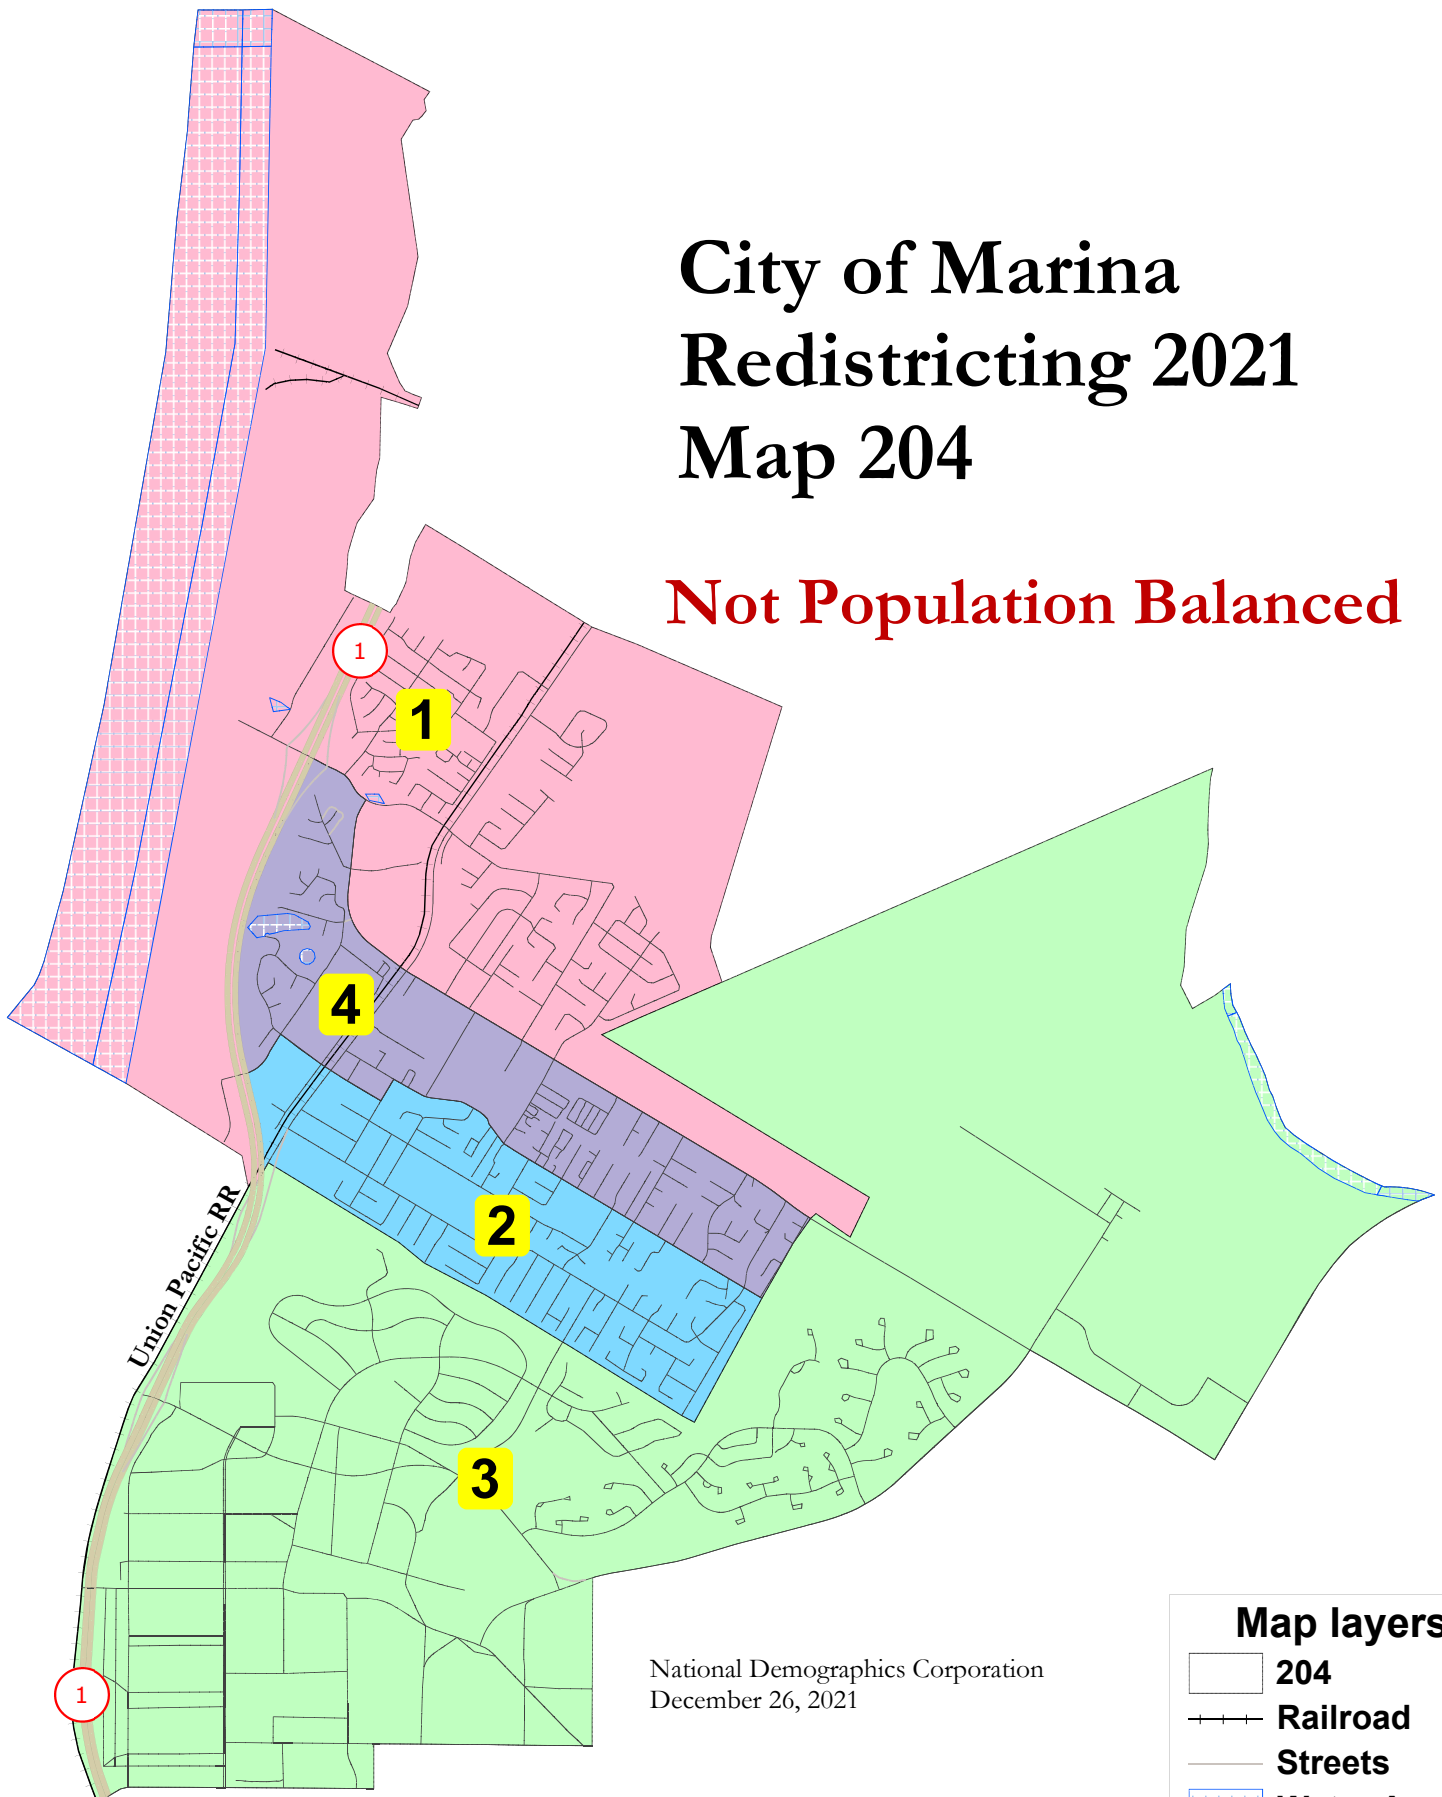 City of Marina
Redistricting 2021
Map 204
Not Population Balanced
1
1
4
2
Union Pacific RR
3
1
National Demographics Corporation
December 26, 2021
Map layers
204
Railroad
Streets